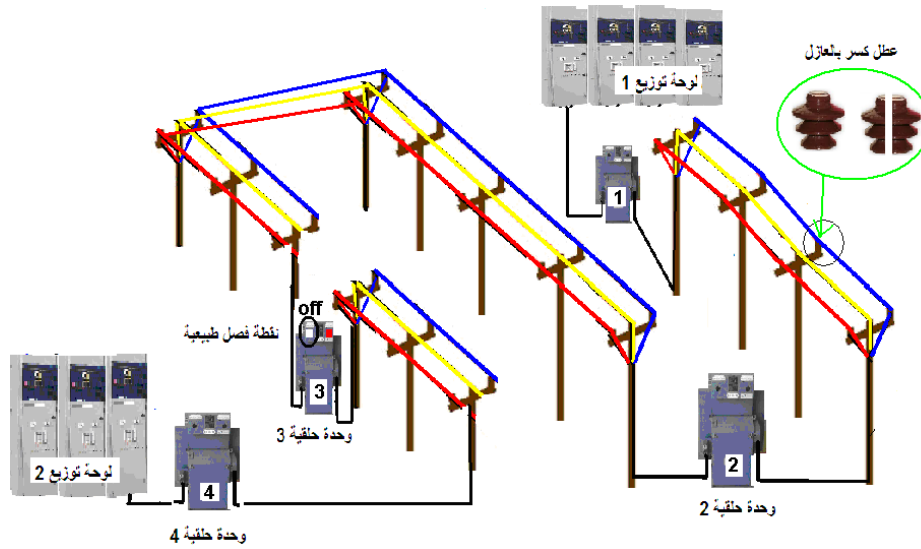 عطل كسر بالعازل
لوحة توزيع 1
1
off
نقطة فصل طبيعية
3
وحدة حلقية 3
لوحة توزيع 2
4
وحدة حلقية 4
2
وحدة حلقية 2